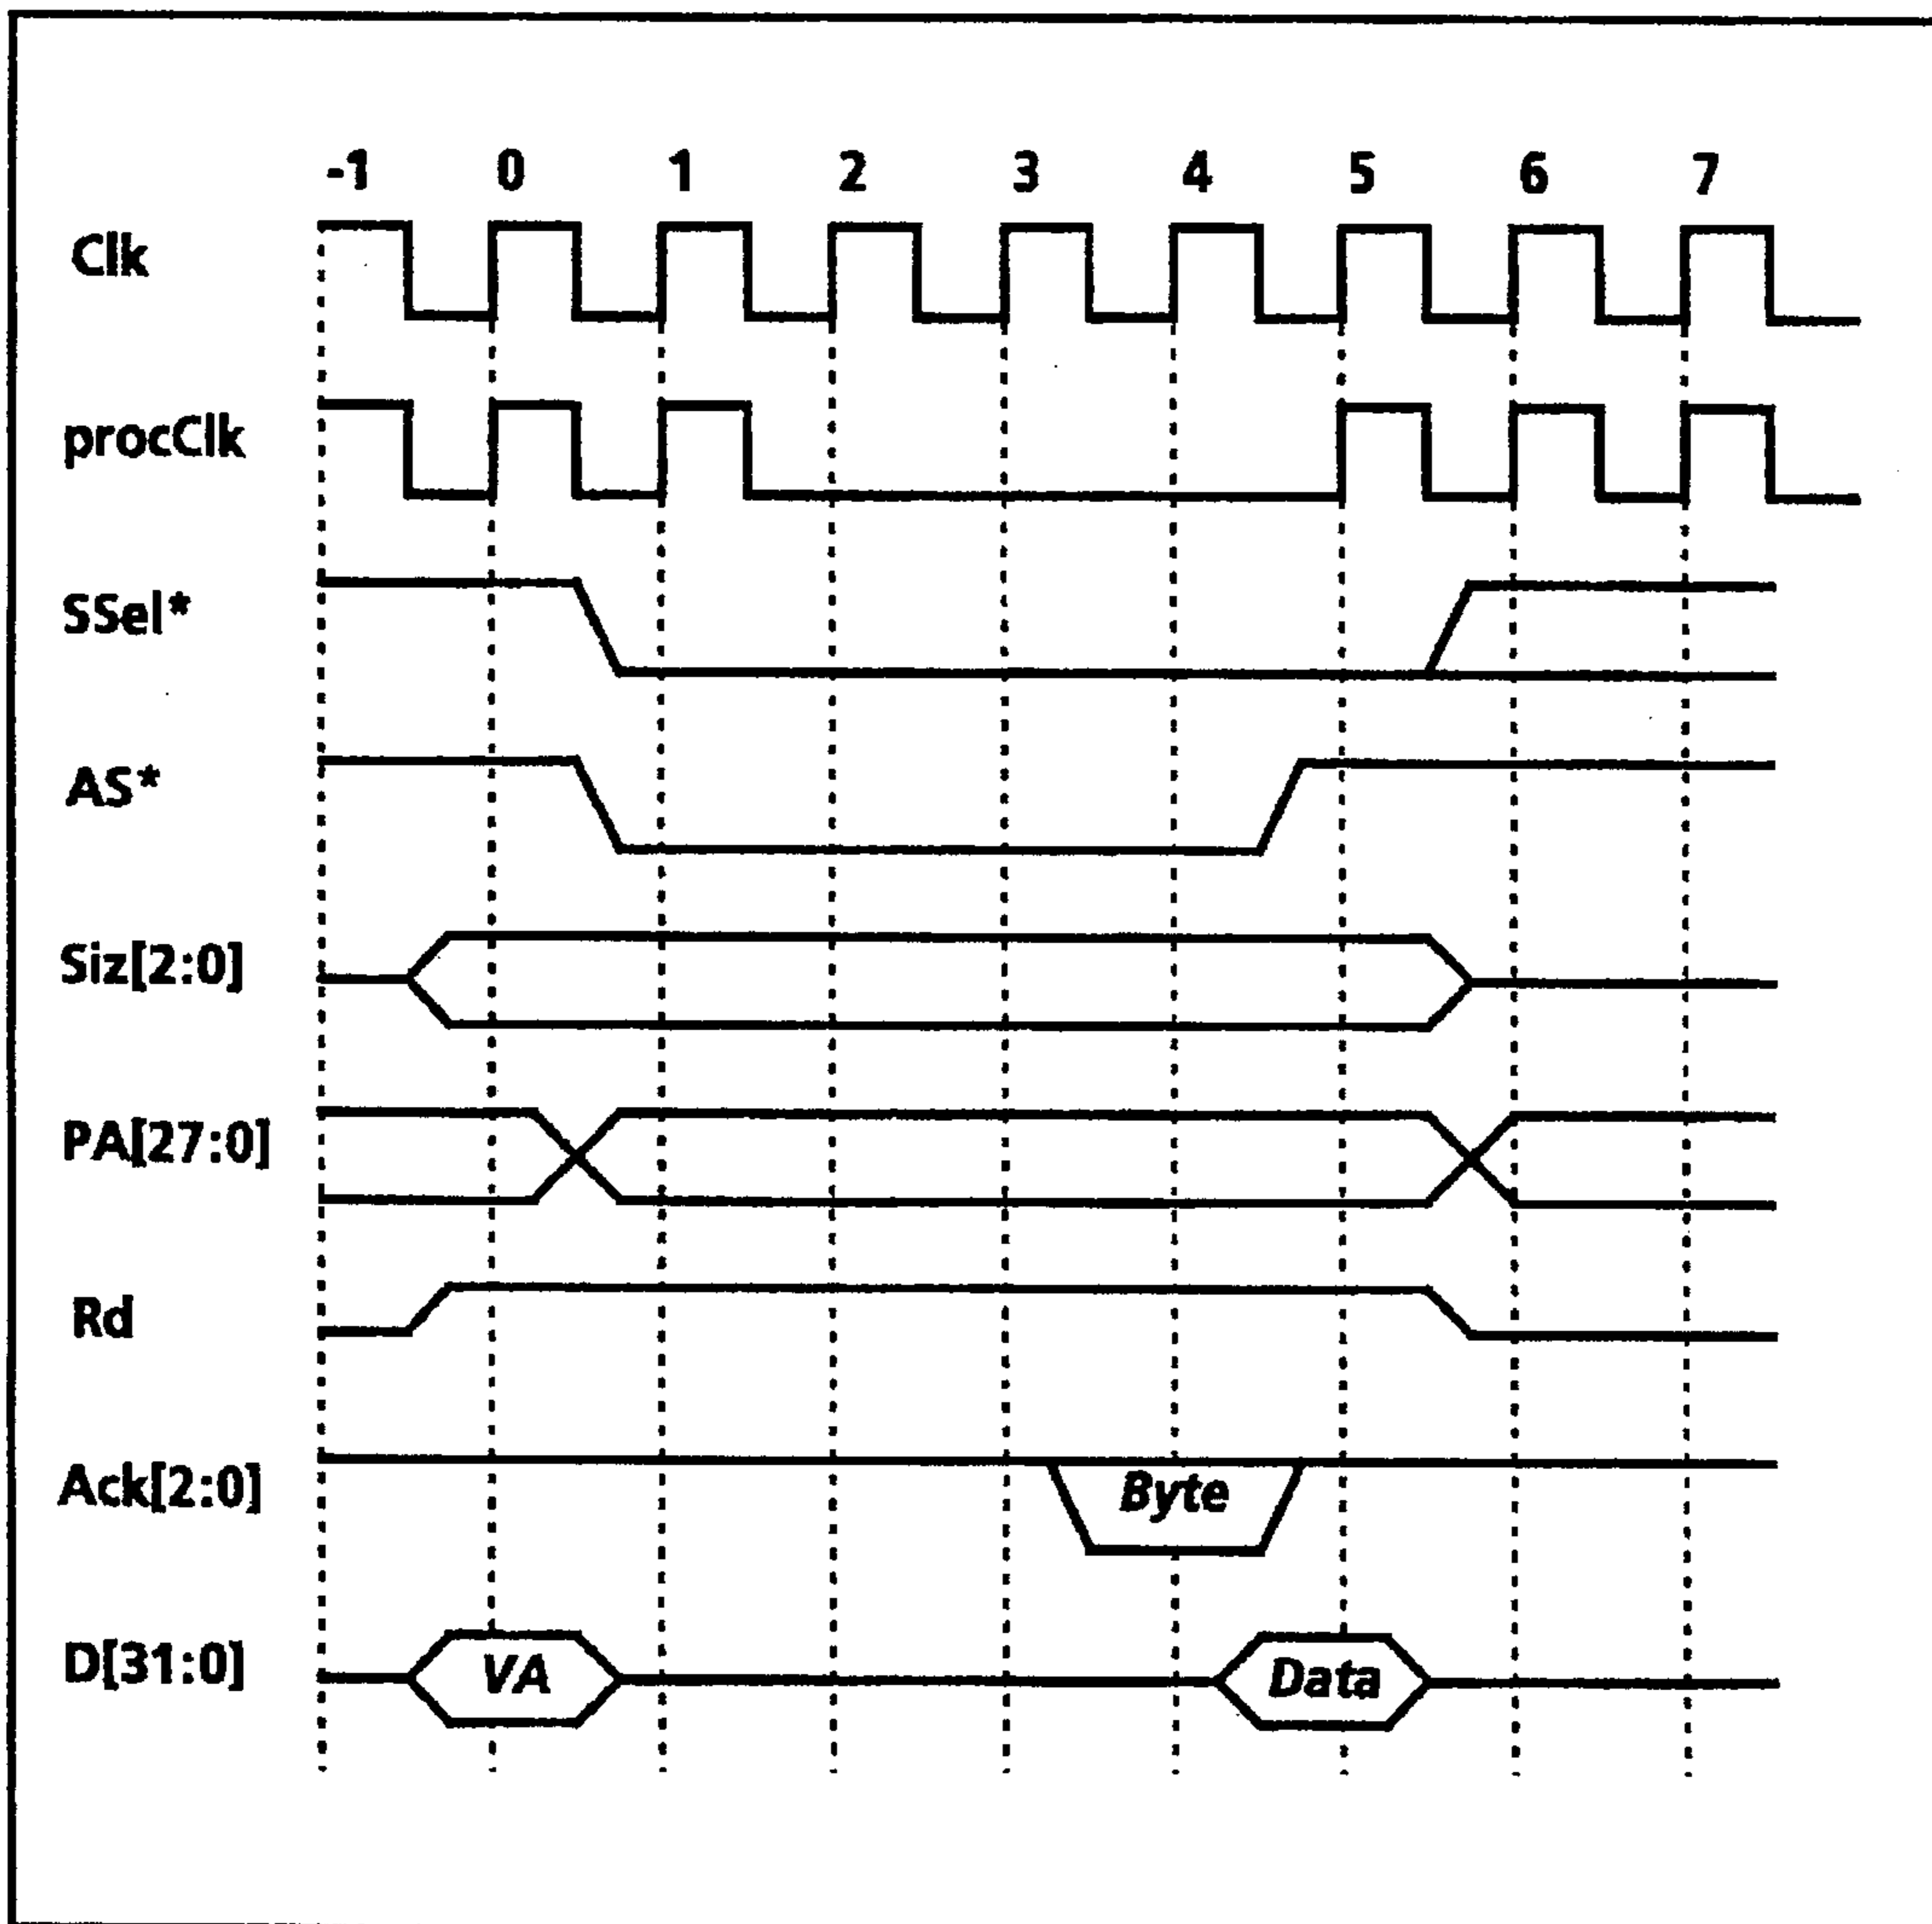 -1 0 1 2 3 4 5 6 7
Clk
procClk
SSel*
AS*
Siz[2:0]
PA[27:0]
Rd
Ack[2:0] Byte
D[31:0] VA Data